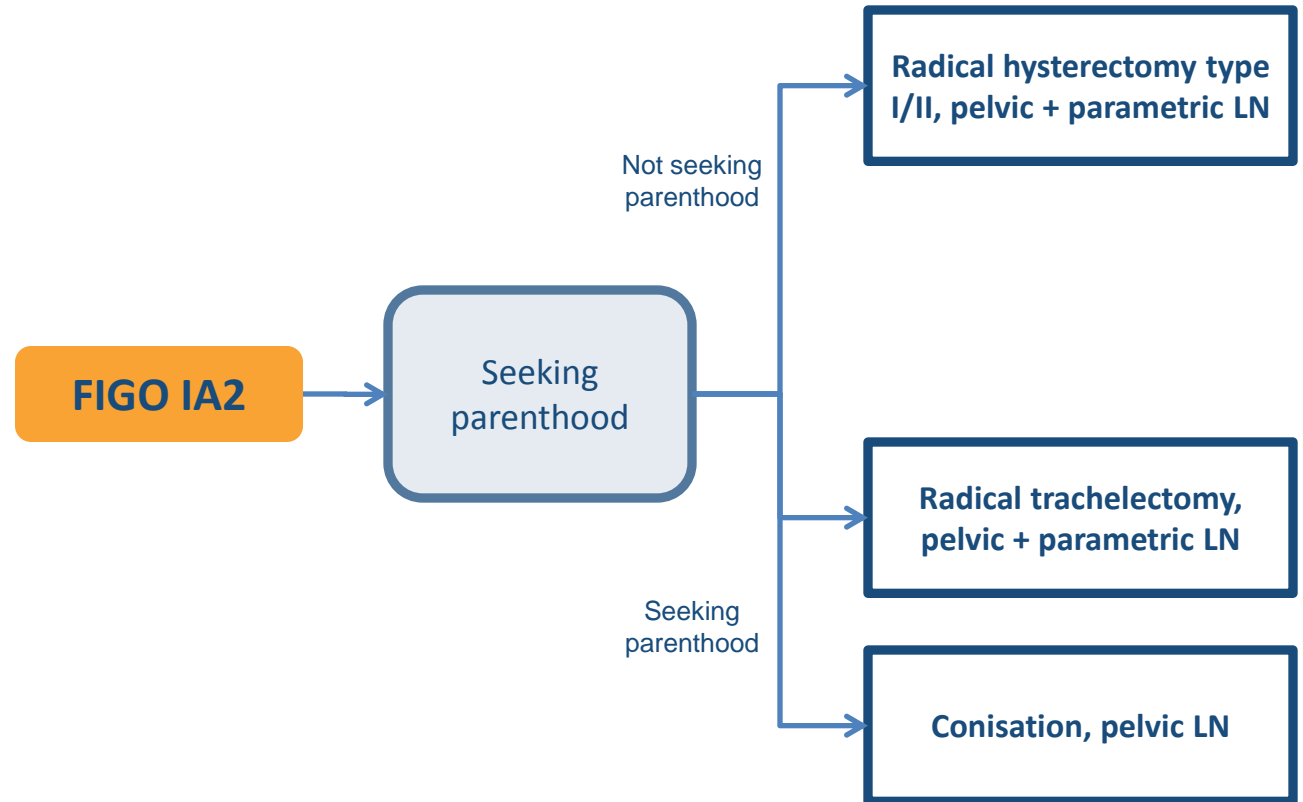 Radical hysterectomy type
I/II, pelvic + parametric LN
Not seeking
parenthood
FIGO IA2
Seeking
parenthood
Radical trachelectomy,
pelvic + parametric LN
Seeking
parenthood
Conisation, pelvic LN